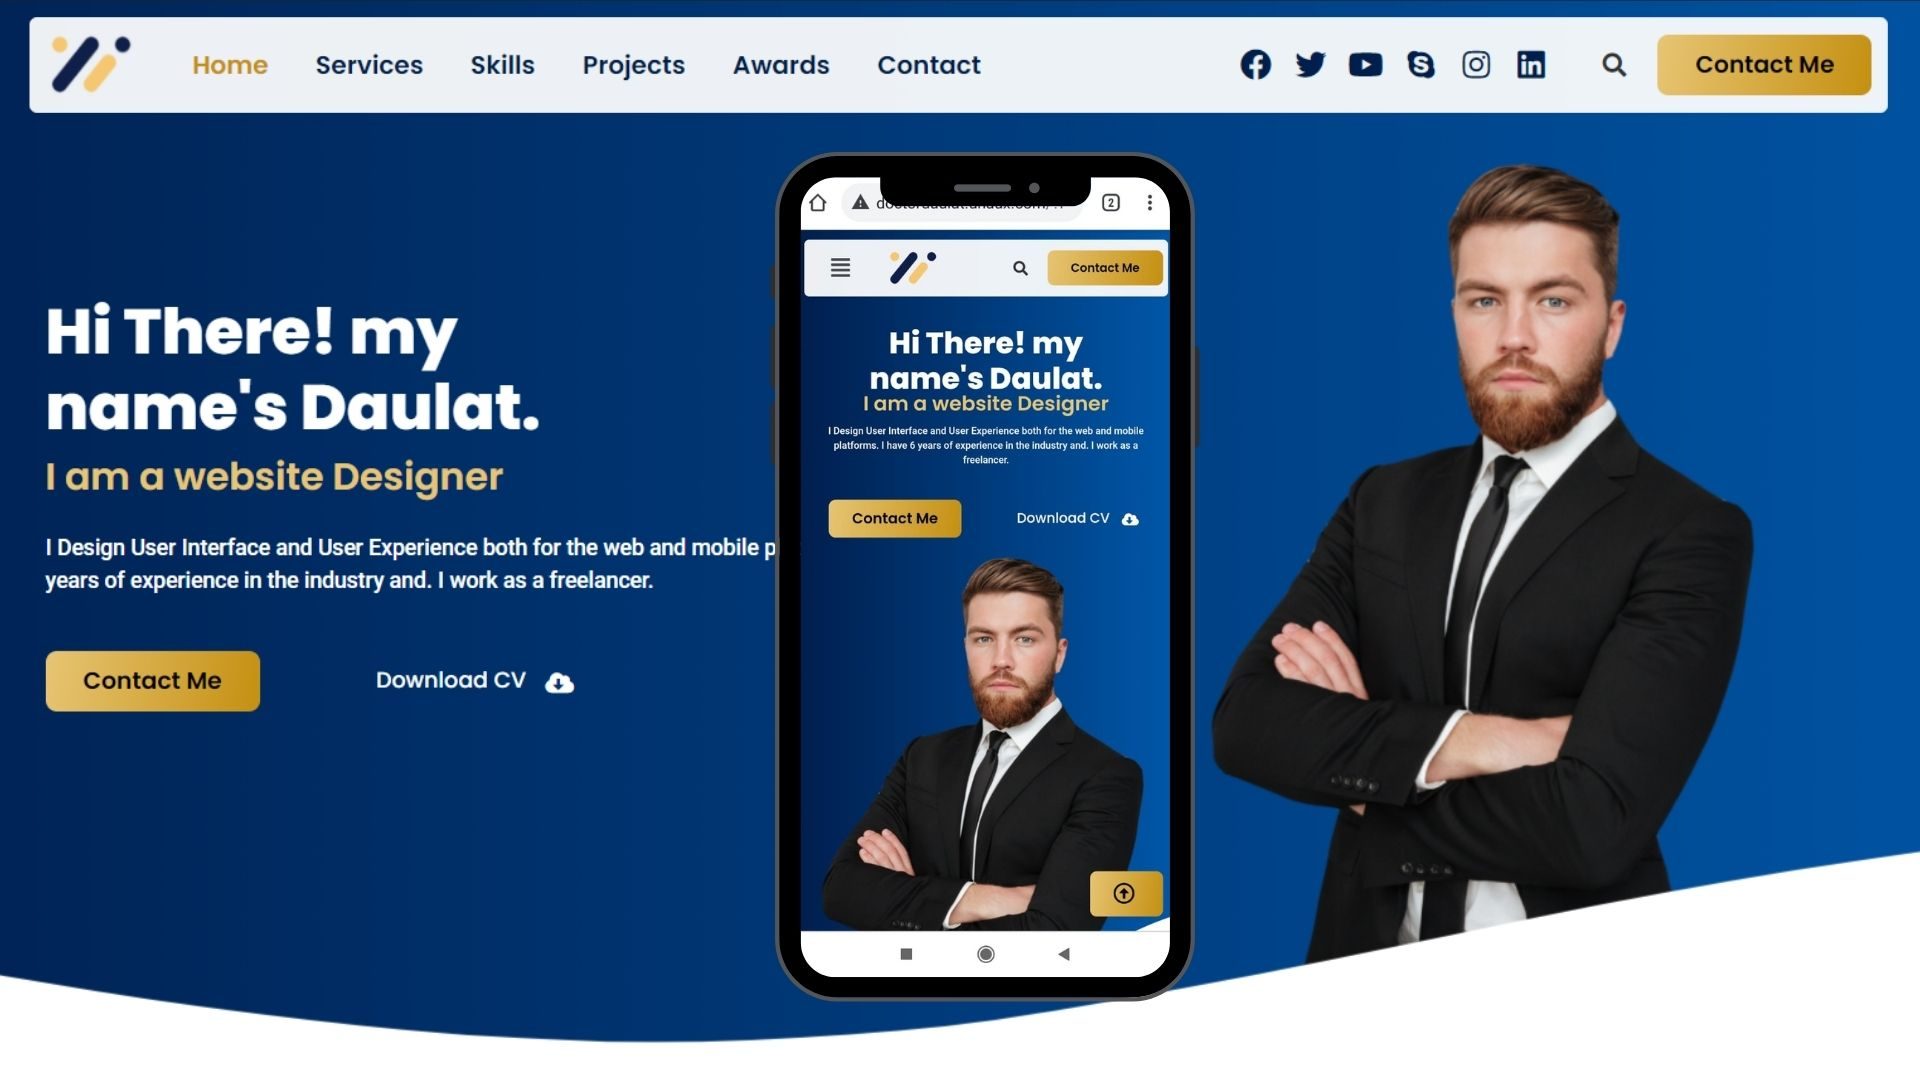 Home Services Skills Projects Awards Contact
Contact Me
Hi There! my
name's Daulat.
I am a website Designer
I Design User Interface and User Experience both for the web and mobile
years of experience in the industry and. I work as a freelancer.
Contact Me
Download CV
2
Contact Me
Hi There! my
name's Daulat.
I am a website Designer
I Design User Interface and User Experience both for the web and mobile
platforms. I have 6 years of experience in the industry and. I work as a
freelancer.
Contact Me
Download CV